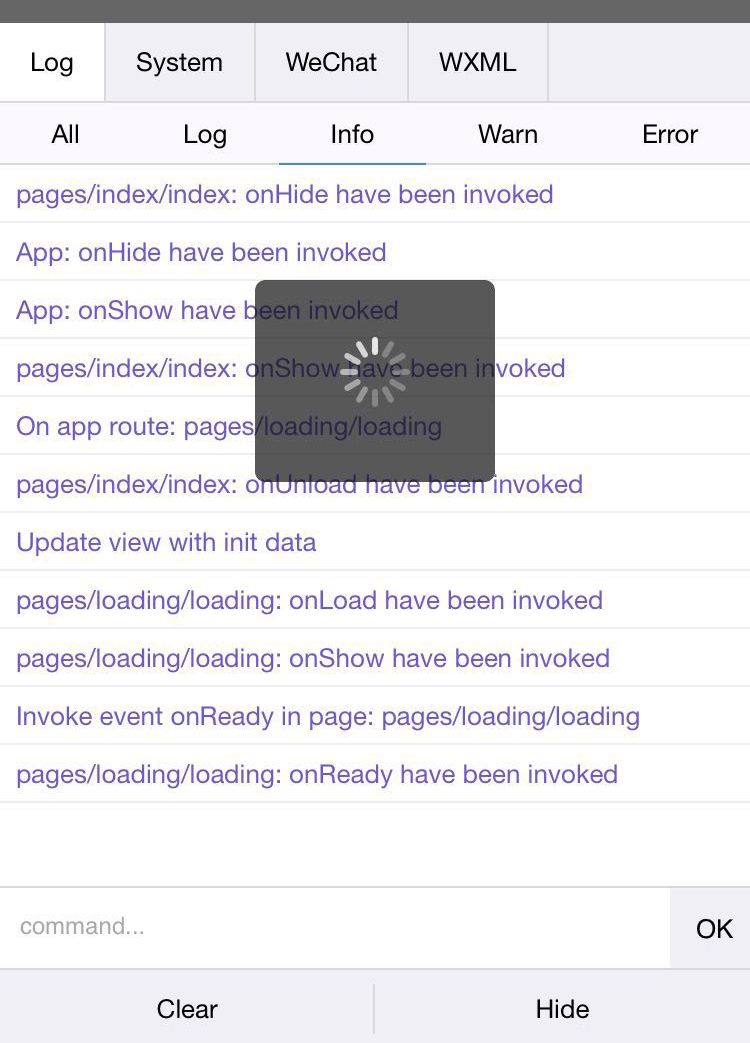 Log System WeChat WXML
All Log Info Warn Error
pages/index/index: onHide have been invoked
App: onHide have been invoked
App: onShow have been invoked
pages/index/index: onShow have been invoked
On app route: pages/loading/loading
pages/index/index: onUnload have been invoked
Update view with init data
pages/loading/loading: onLoad have been invoked
pages/loading/loading: onShow have been invoked
Invoke event onReady in page: pages/loading/loading
pages/loading/loading: onReady have been invoked
command... OK
Clear Hide